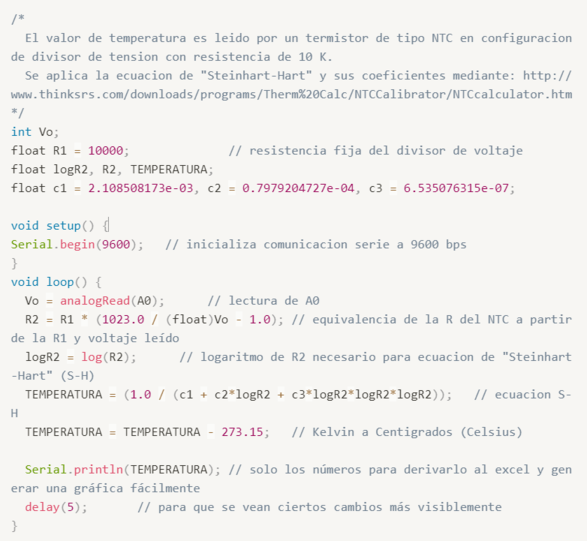 /*
  El valor de temperatura es leido por un termistor de tipo NTC en configuracion
de divisor de tension con resistencia de 10 K.
  Se aplica la ecuacion de "Steinhart-Hart" y sus coeficientes mediante: http://
www.thinksrs.com/downloads/programs/Therm%20Calc/NTCCalibrator/NTCcalculator.htm
*/
int Vo;
float R1 = 10000;              // resistencia fija del divisor de voltaje
float logR2, R2, TEMPERATURA;
float c1 = 2.108508173e-03, c2 = 0.7979204727e-04, c3 = 6.535076315e-07;

void setup() {
Serial.begin(9600);   // inicializa comunicacion serie a 9600 bps
}
void loop() {
  Vo = analogRead(A0);      // lectura de A0
  R2 = R1 * (1023.0 / (float)Vo - 1.0); // equivalencia de la R del NTC a partir
de la R1 y voltaje leído
  logR2 = log(R2);      // logaritmo de R2 necesario para ecuacion de "Steinhart
-Hart" (S-H)
  TEMPERATURA = (1.0 / (c1 + c2*logR2 + c3*logR2*logR2*logR2));   // ecuacion S-
H
  TEMPERATURA = TEMPERATURA - 273.15;   // Kelvin a Centigrados (Celsius)

  Serial.println(TEMPERATURA); // solo los números para derivarlo al excel y gen
erar una gráfica fácilmente
  delay(5);       // para que se vean ciertos cambios más visiblemente
}